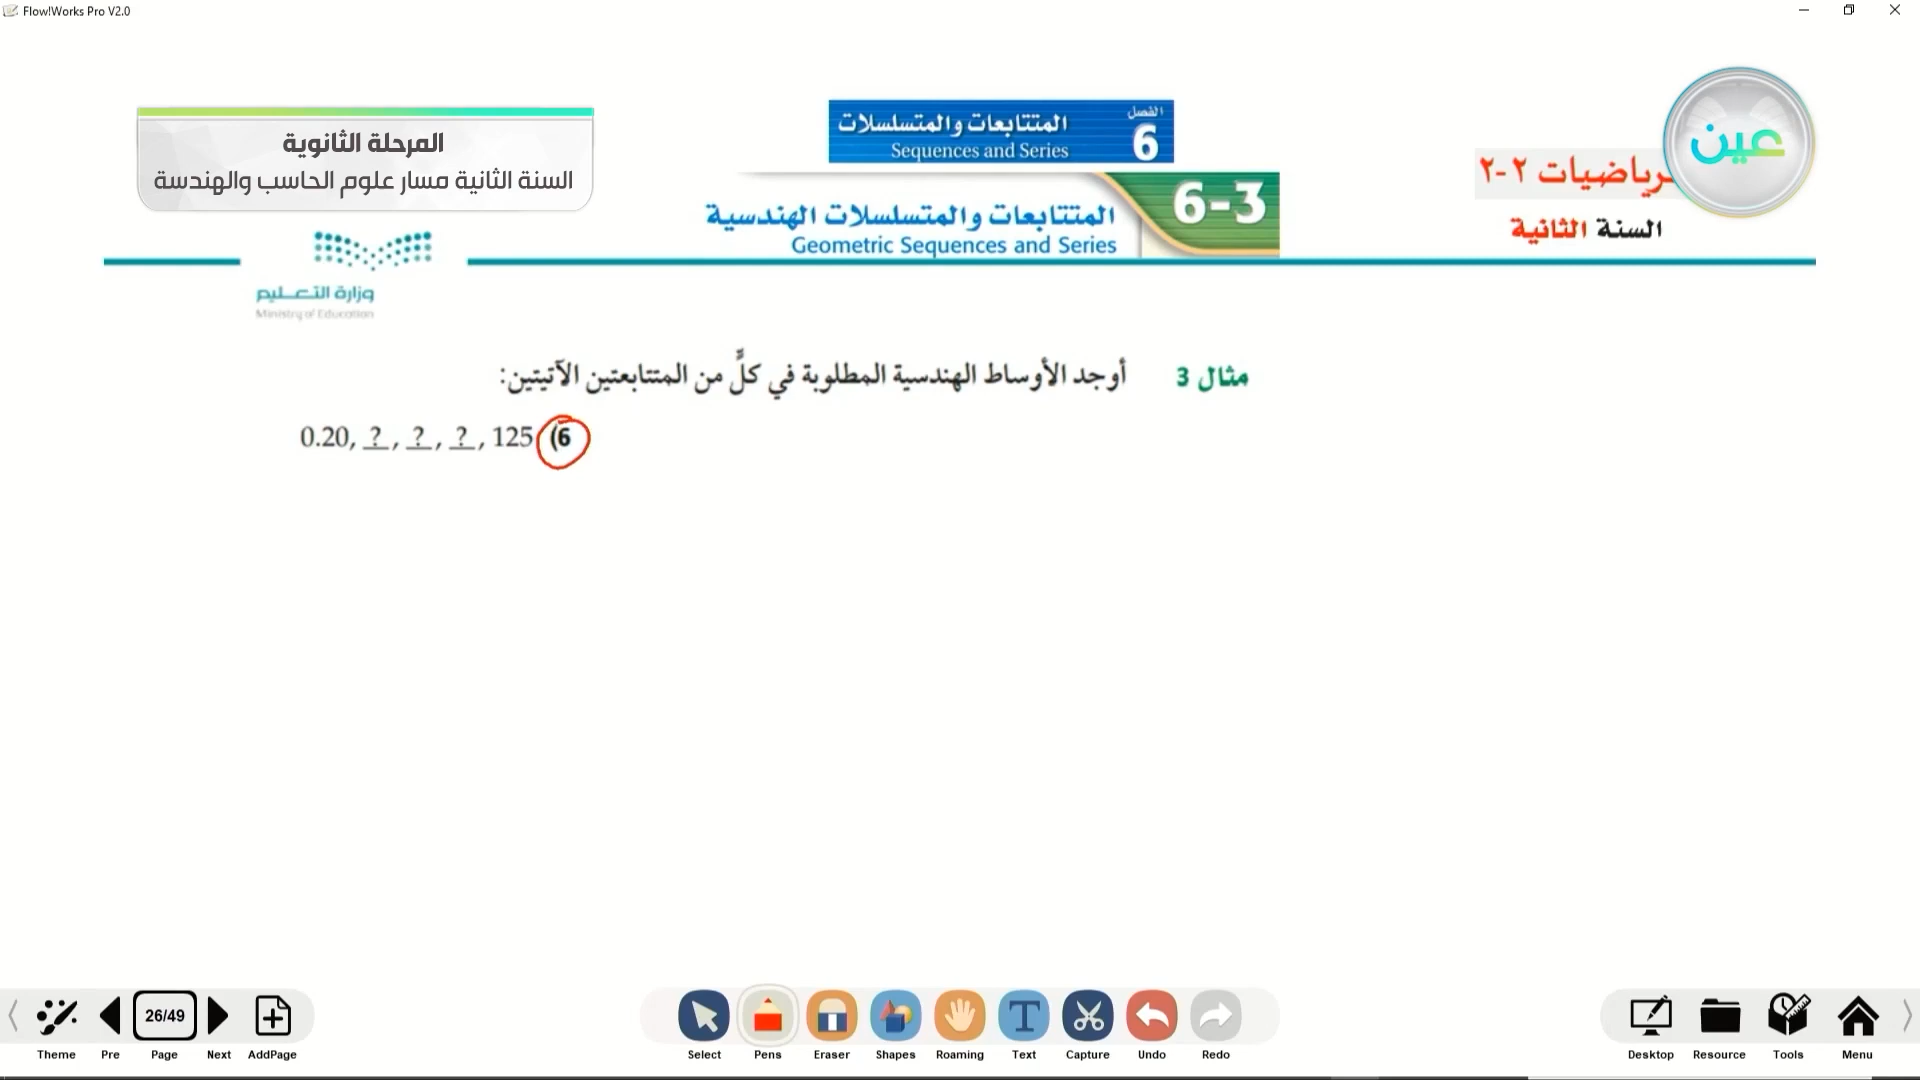 Flow!Works Pro V2.0
عين
رياضيات ٢-٢
السنة الثانية
الفصل 6
المتتابعات والمتسلسلات
Sequences and Series
6-3
المتتابعات والمتسلسلات الهندسية
Geometric Sequences and Series
المرحلة الثانوية
السنة الثانية مسار علوم الحاسب والهندسة
وزارة التعليم
Ministry of Education
مثال 3 أوجد الأوساط الهندسية المطلوبة في كلٍّ من المتتابعتين الآتيتين:
(6 0.20, ? , ? , ? , 125
26/49
Theme Pre Page Next AddPage
Select Pens Eraser Shapes Roaming Text Capture Undo Redo
Desktop Resource Tools Menu